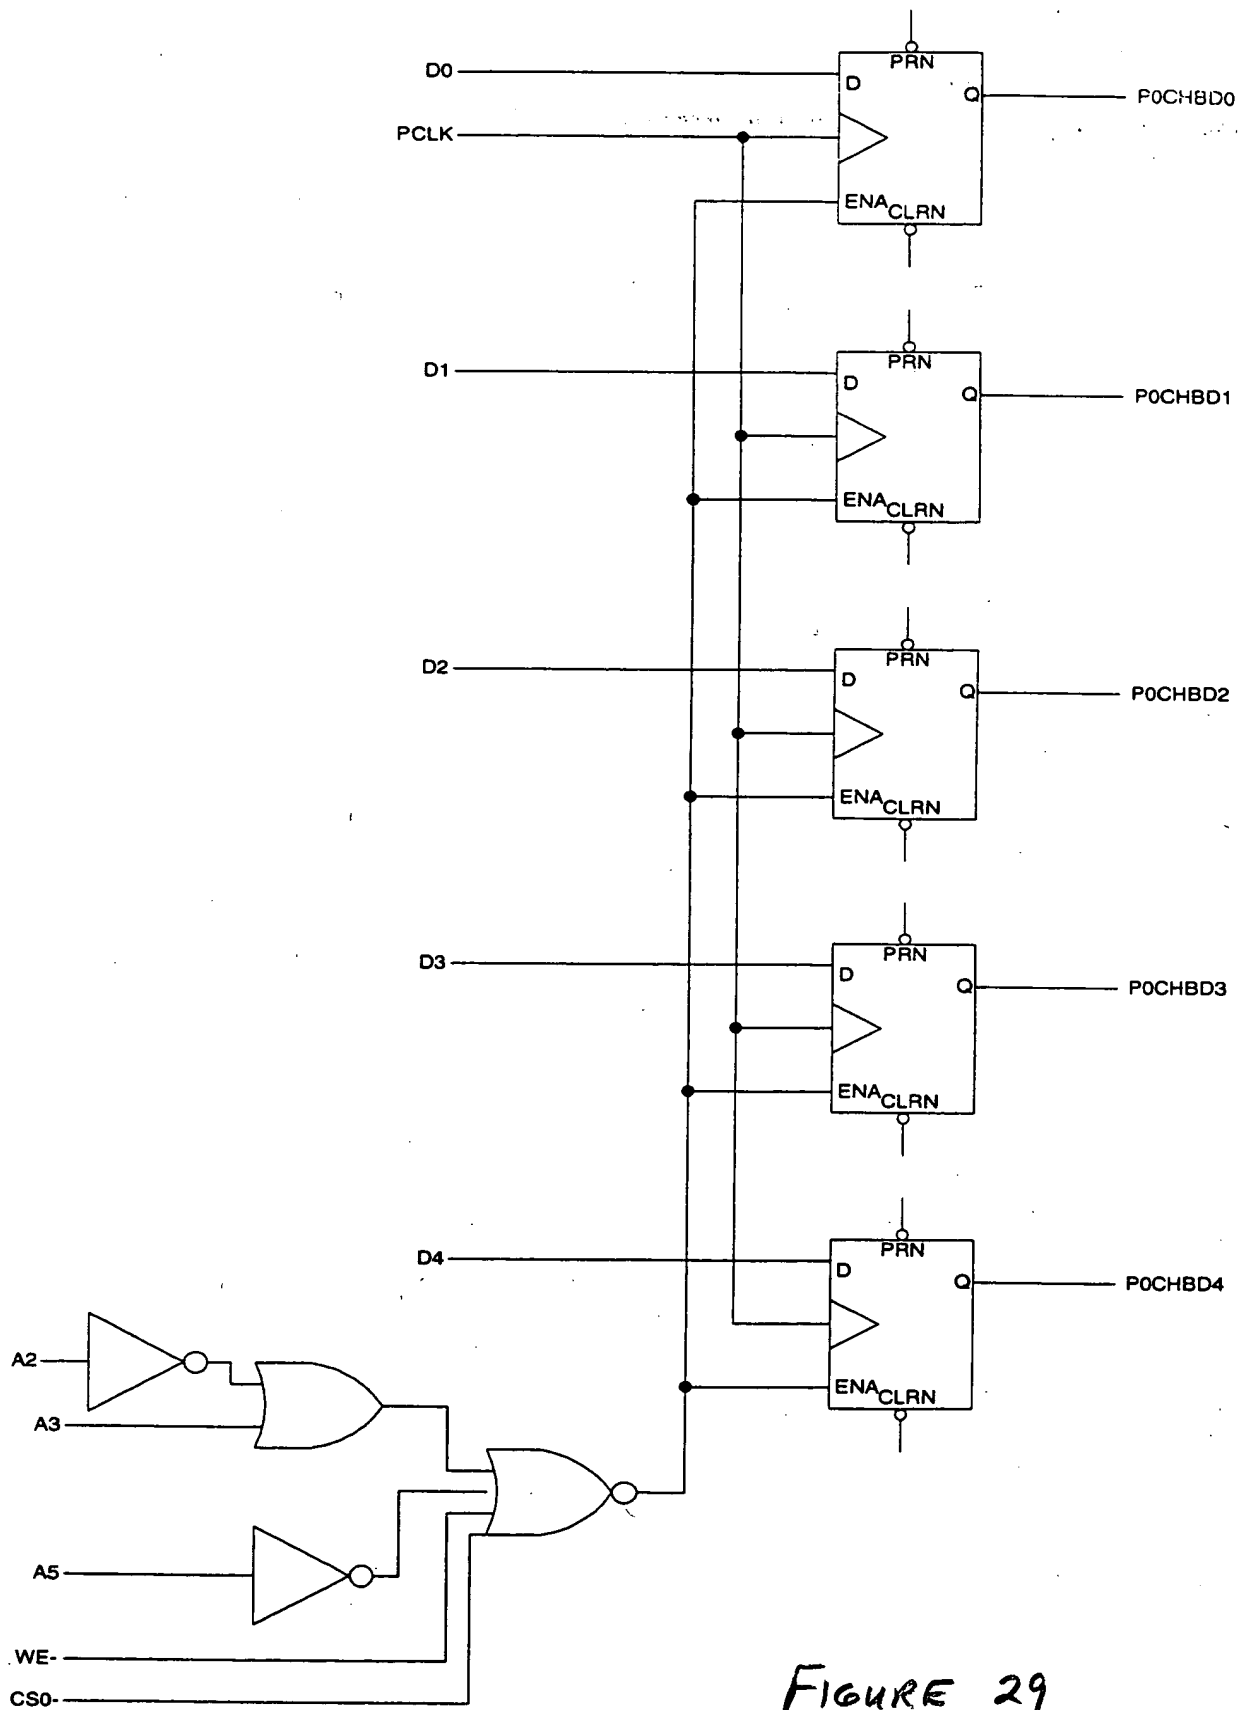 PRN
D0
D
Q
P0CHBD0
PCLK
ENA
CLRN
PRN
D1
D
Q
P0CHBD1
ENA
CLRN
PRN
D2
D
Q
P0CHBD2
ENA
CLRN
PRN
D3
D
Q
P0CHBD3
ENA
CLRN
PRN
D4
D
Q
P0CHBD4
ENA
CLRN
A2
A3
A5
WE-
CS0-
FIGURE 29